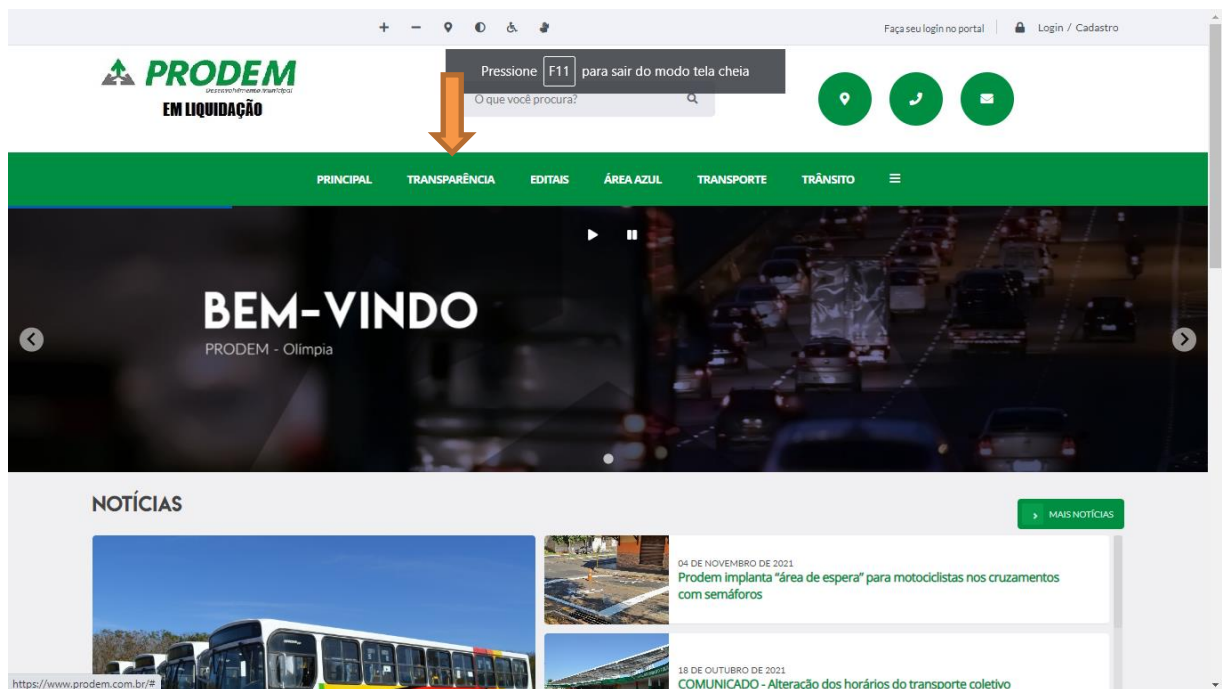 Faça seu login no portal
Login / Cadastro
PRODEM
Desenvolvimento Municipal
EM LIQUIDAÇÃO
Pressione F11 para sair do modo tela cheia
O que você procura?
PRINCIPAL TRANSPARÊNCIA EDITAIS ÁREA AZUL TRANSPORTE TRÂNSITO
BEM-VINDO
PRODEM - Olímpia
NOTÍCIAS
MAIS NOTÍCIAS
04 DE NOVEMBRO DE 2021
Prodem implanta “área de espera” para motociclistas nos cruzamentos
com semáforos
18 DE OUTUBRO DE 2021
COMUNICADO - Alteração dos horários do transporte coletivo
https://www.prodem.com.br/#